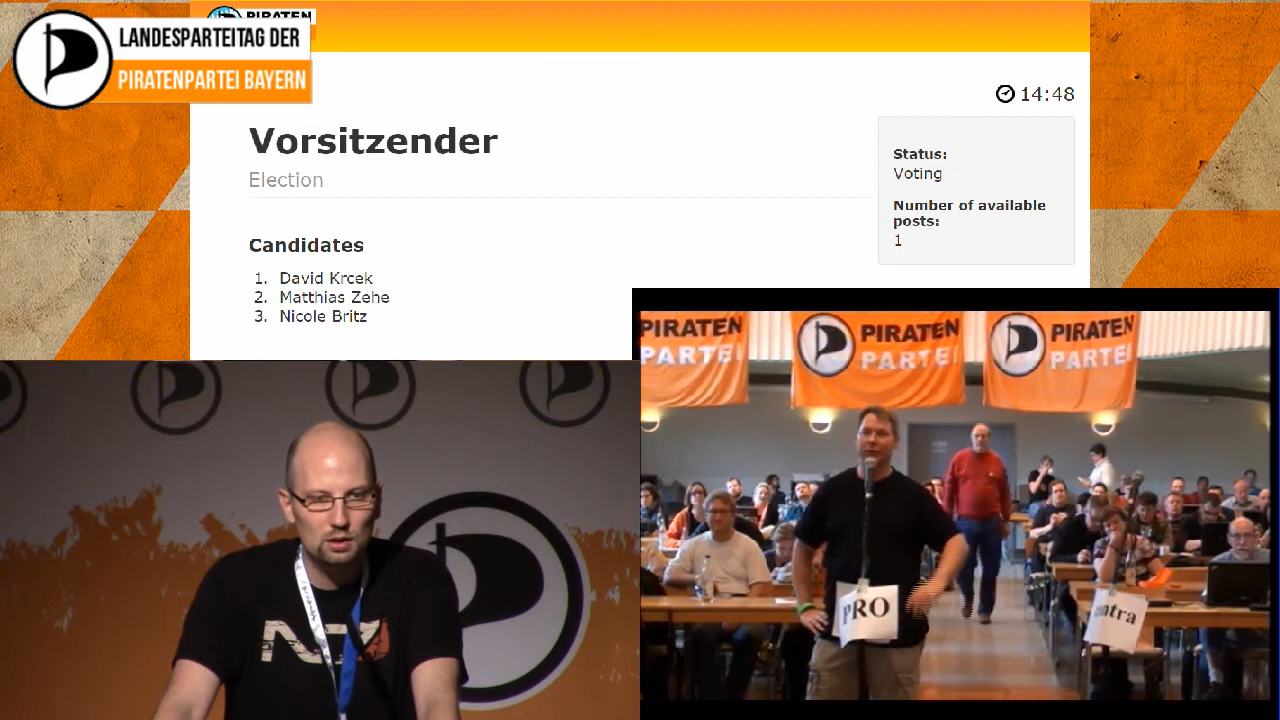 PIRATEN
LANDESPARTEITAG DER
PIRATENPARTEI BAYERN
14:48
Vorsitzender
Election
Status:
Voting
Number of available
posts:
1
Candidates
1. David Krcek
2. Matthias Zehe
3. Nicole Britz
PIRATEN
PARTEI
PIRATEN
PARTEI
PIRATEN
PARTEI
PRO